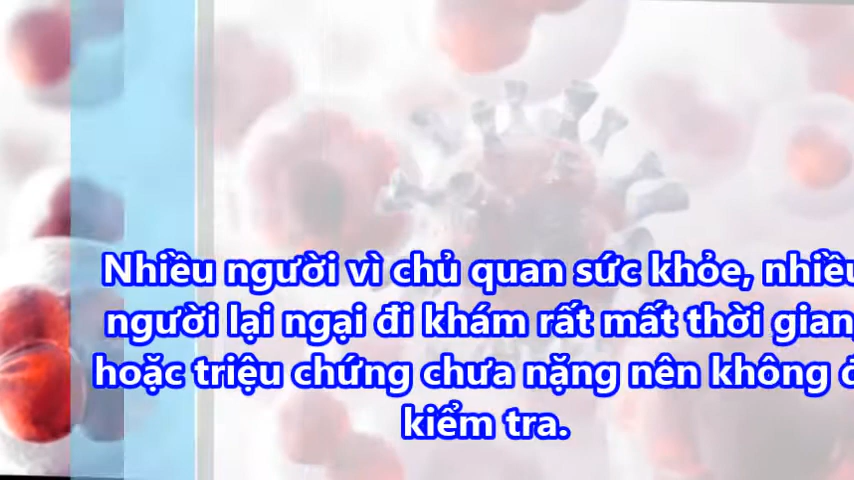 Nhiều người vì chủ quan sức khỏe, nhiều
người lại ngại đi khám rất mất thời gian,
hoặc triệu chứng chưa nặng nên không đ
kiểm tra.